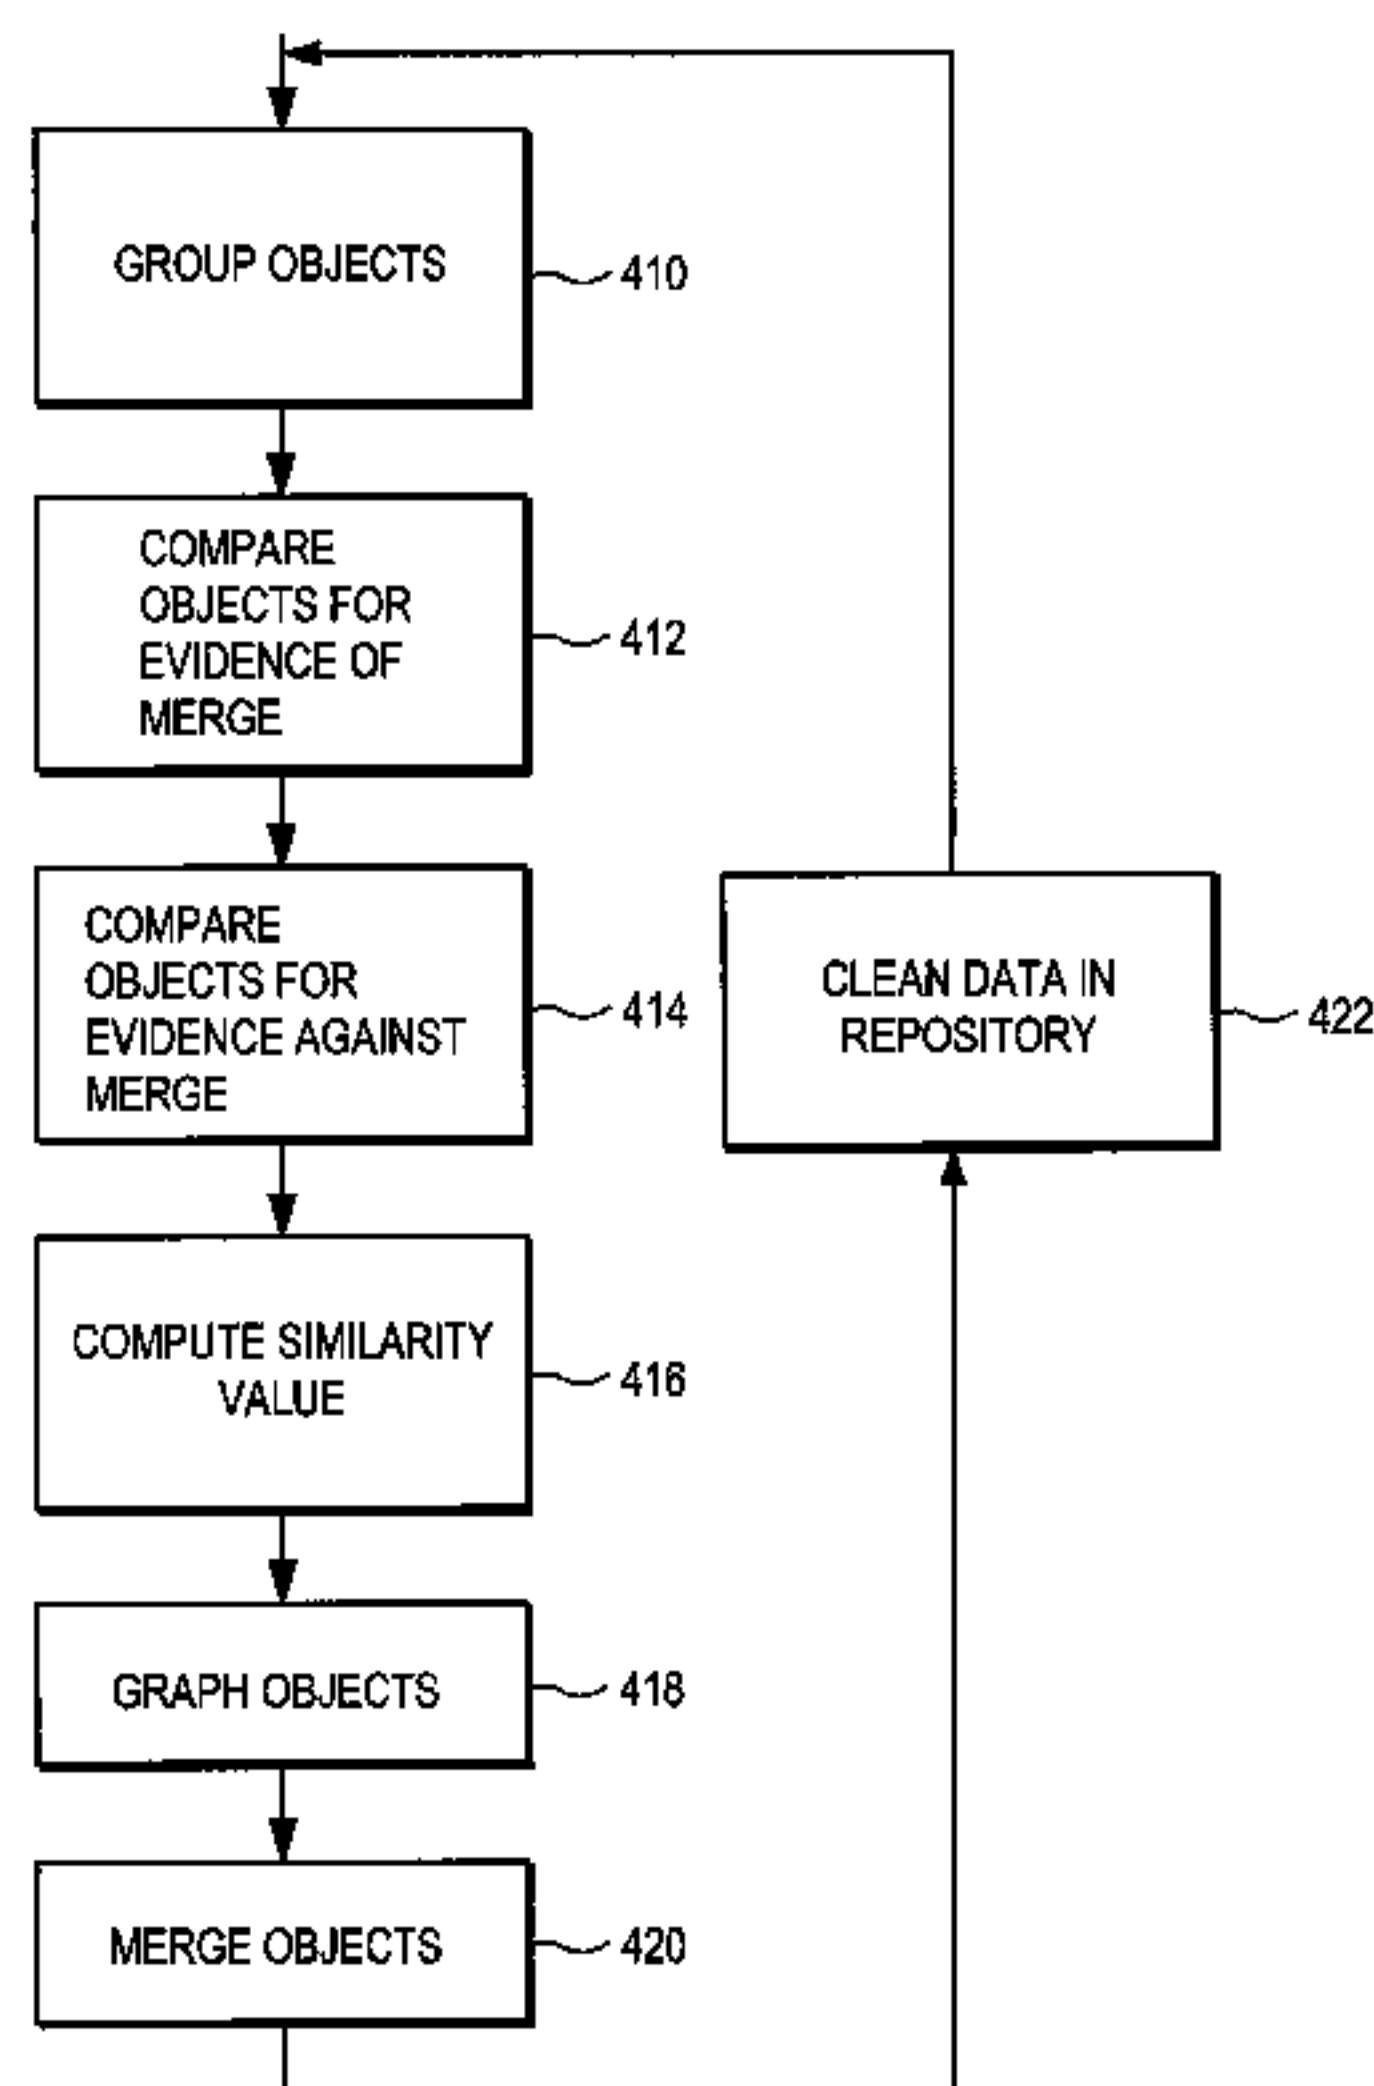 GROUP OBJECTS
410
COMPARE
OBJECTS FOR
EVIDENCE OF
MERGE
412
COMPARE
OBJECTS FOR
EVIDENCE AGAINST
MERGE
414
CLEAN DATA IN
REPOSITORY
422
COMPUTE SIMILARITY
VALUE
416
GRAPH OBJECTS
418
MERGE OBJECTS
420